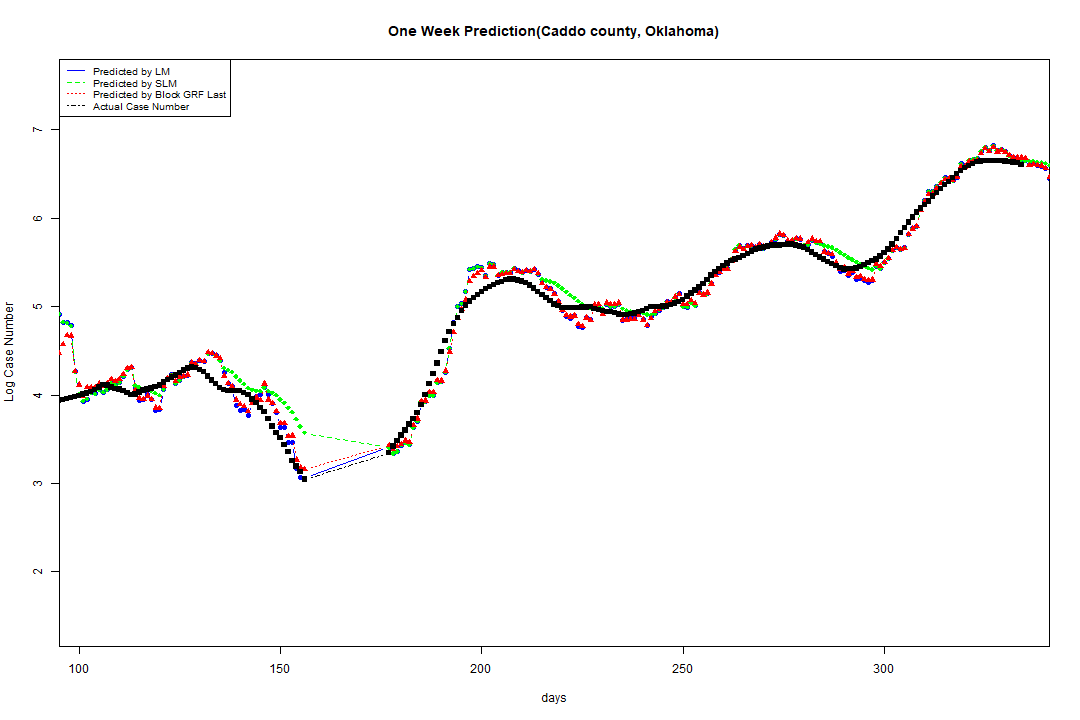 One Week Prediction(Caddo county, Oklahoma)
Predicted by LM
Predicted by SLM
Predicted by Block GRF Last
Actual Case Number
7
6
5
4
3
2
Log Case Number
100 150 200 250 300
days